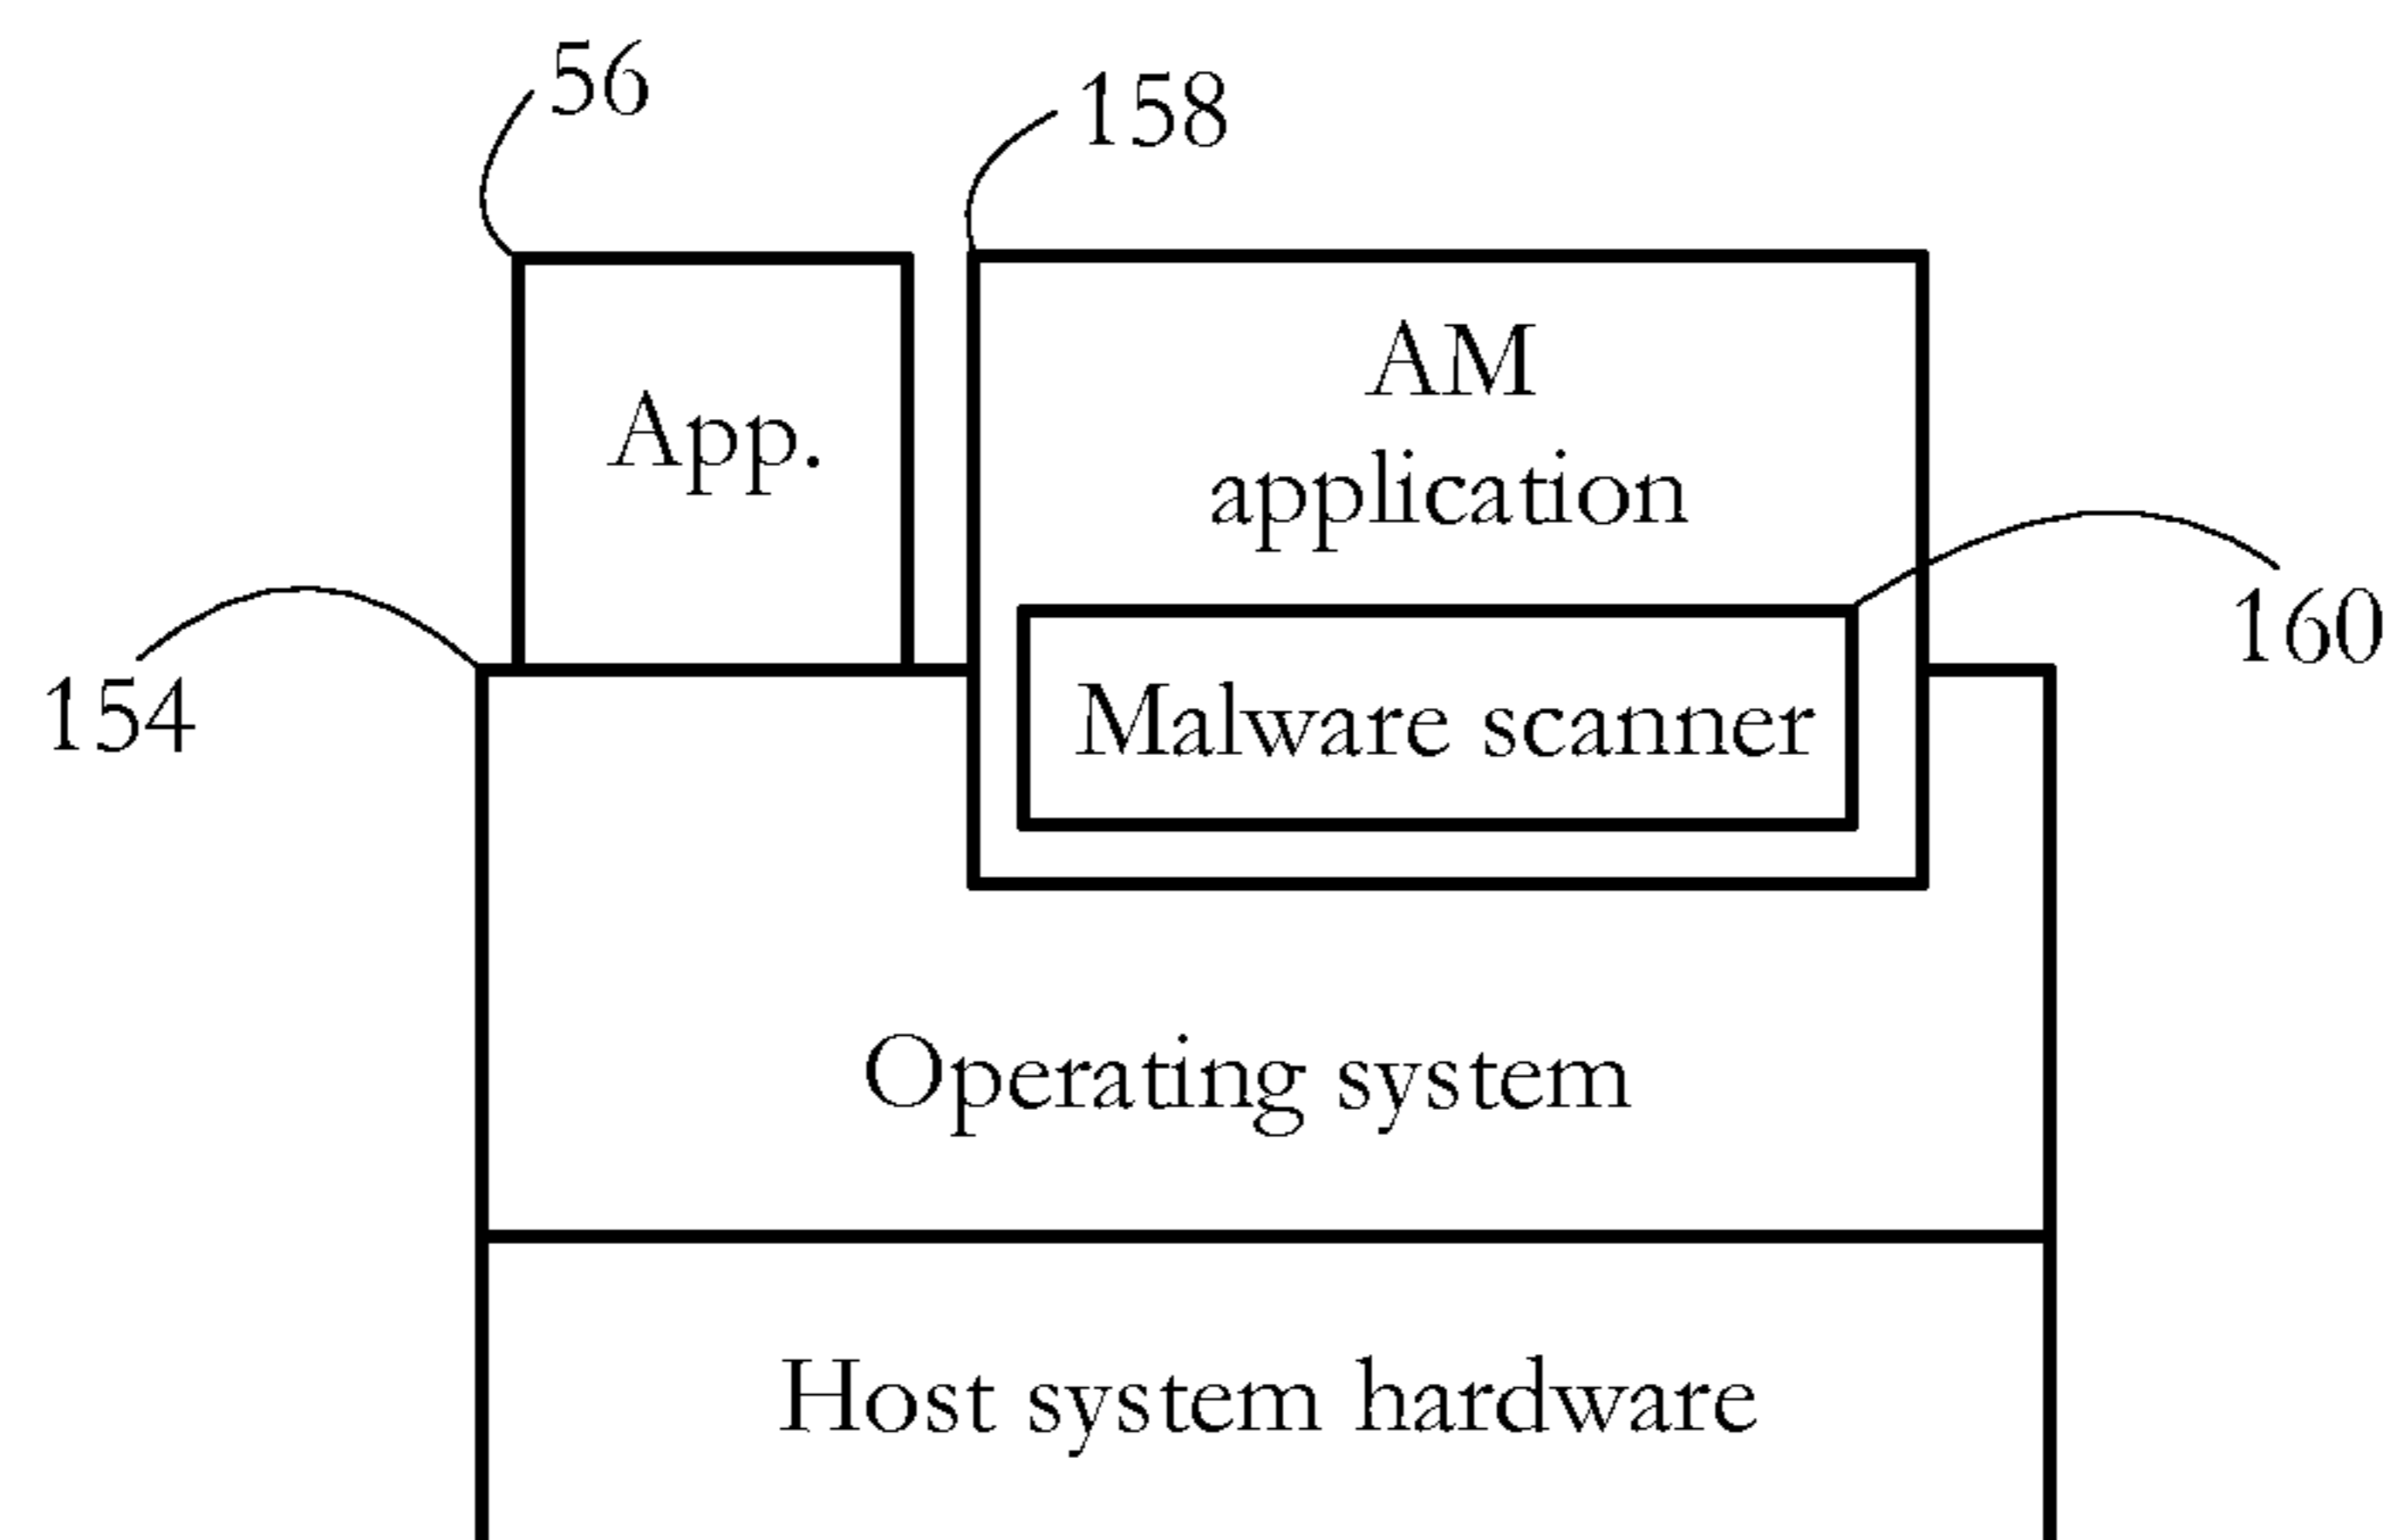 56
158
App.
AM
application
160
154
Malware scanner
Operating system
Host system hardware